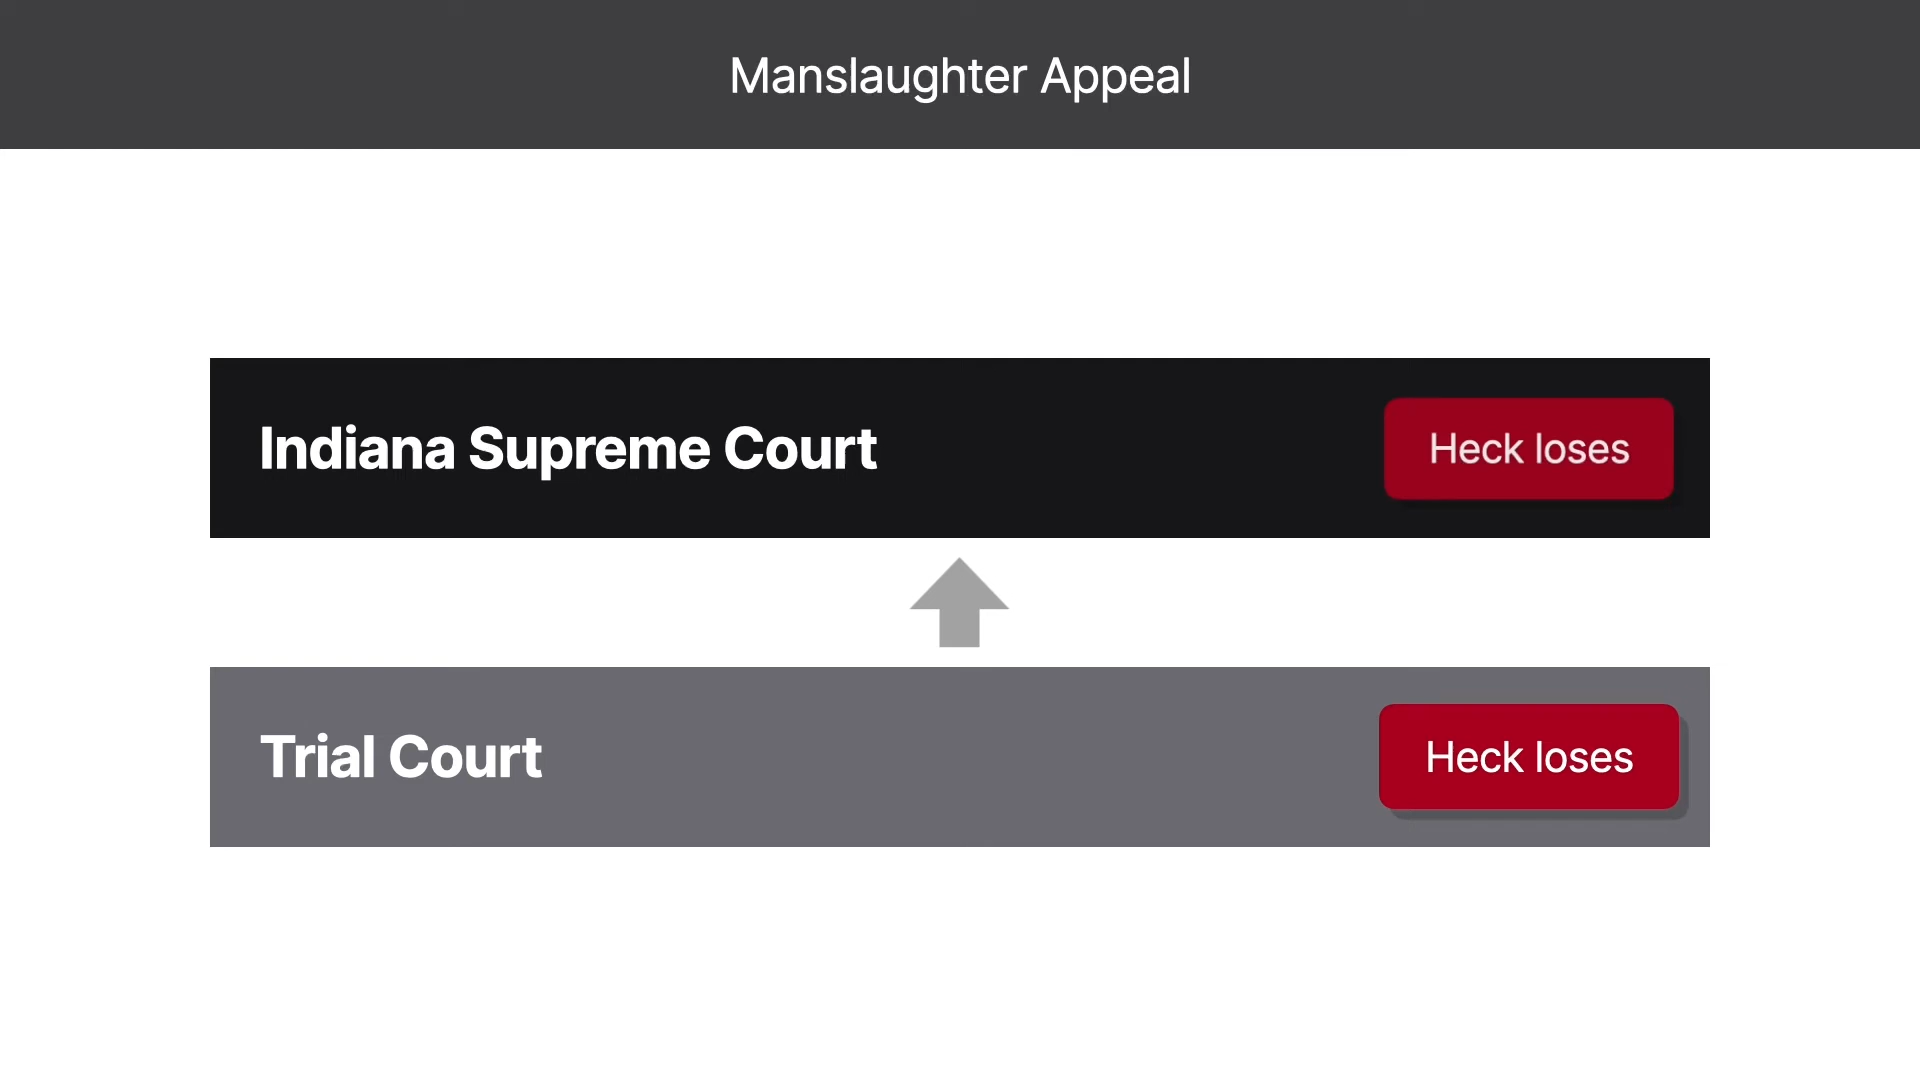 Manslaughter Appeal
Indiana Supreme Court
Heck loses
Trial Court
Heck loses